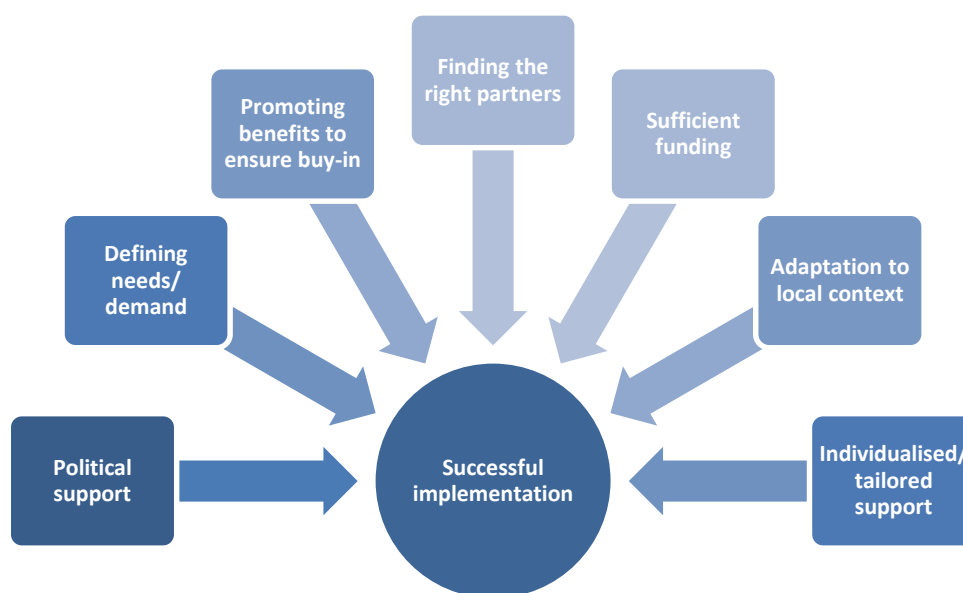 Finding the
right partners
Promoting
benefits to
ensure buy-in
Sufficient
funding
Defining
needs/
demand
Adaptation to
local context
Political
support
Successful
implementation
Individualised/
tailored
support